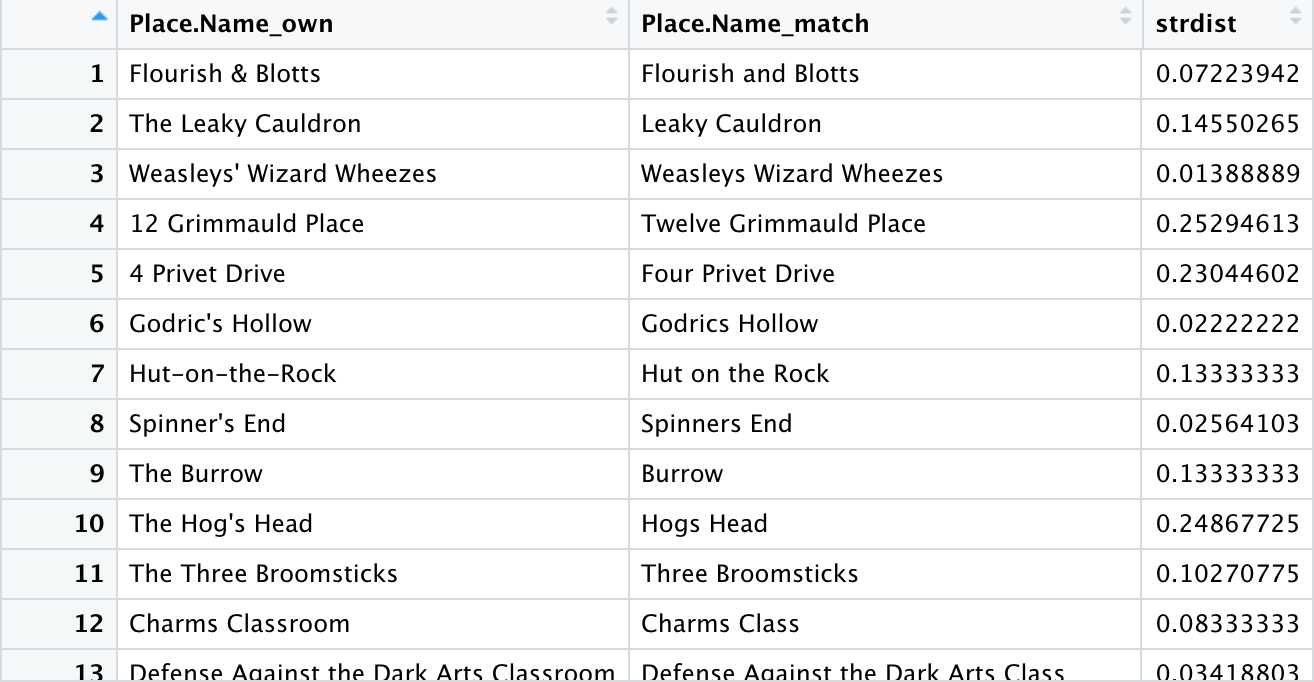 Place.Name_own Place.Name_match strdist
1 Flourish & Blotts Flourish and Blotts 0.07223942
2 The Leaky Cauldron Leaky Cauldron 0.14550265
3 Weasleys' Wizard Wheezes Weasleys Wizard Wheezes 0.01388889
4 12 Grimmauld Place Twelve Grimmauld Place 0.25294613
5 4 Privet Drive Four Privet Drive 0.23044602
6 Godric's Hollow Godrics Hollow 0.02222222
7 Hut-on-the-Rock Hut on the Rock 0.13333333
8 Spinner's End Spinners End 0.02564103
9 The Burrow Burrow 0.13333333
10 The Hog's Head Hogs Head 0.24867725
11 The Three Broomsticks Three Broomsticks 0.10270775
12 Charms Classroom Charms Class 0.08333333
13 Defense Against the Dark Arts Classroom Defense Against the Dark Arts Class 0.03418803